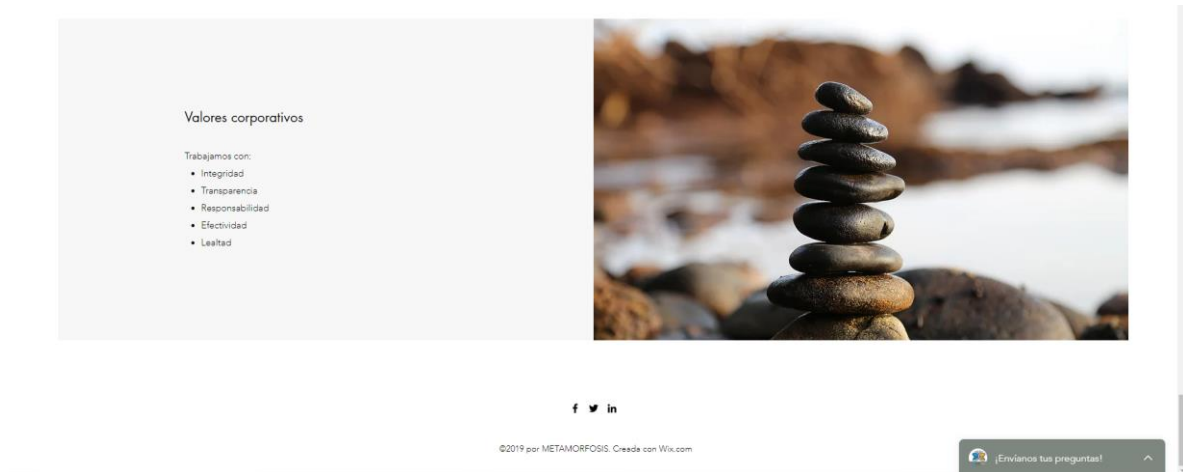 Valores corporativos
Trabajamos con:
• Integridad
• Transparencia
• Responsabilidad
• Efectividad
• Lealtad
©2019 por METAMORFOSIS. Creada con Wix.com
¡Envíanos tus preguntas!